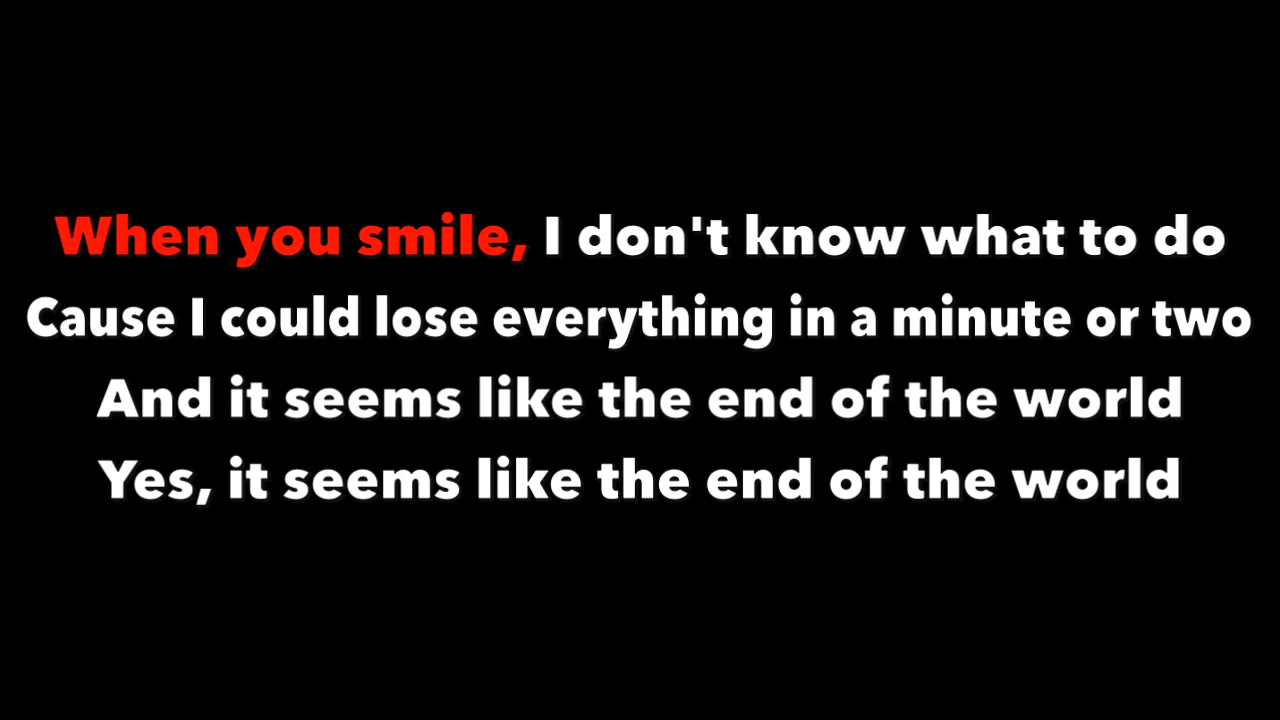 When you smile, I don't know what to do
Cause I could lose everything in a minute or two
And it seems like the end of the world
Yes, it seems like the end of the world